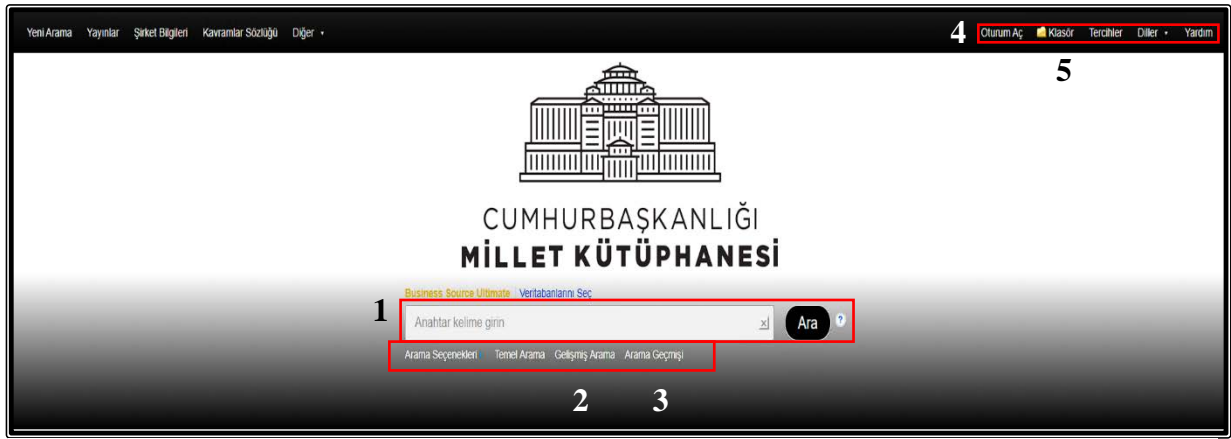 Yeni Arama Yayınlar Şirket Bilgileri Kavramlar Sözlüğü Diğer
4 Oturum Aç Klasör Tercihler Diller Yardım
5
CUMHURBAŞKANLIĞI
MİLLET KÜTÜPHANESİ
Business Source Ultimate Veritabanlarını Seç
1 Anahtar kelime girin x Ara ?
Arama Seçenekleri Temel Arama Gelişmiş Arama Arama Geçmişi
2 3